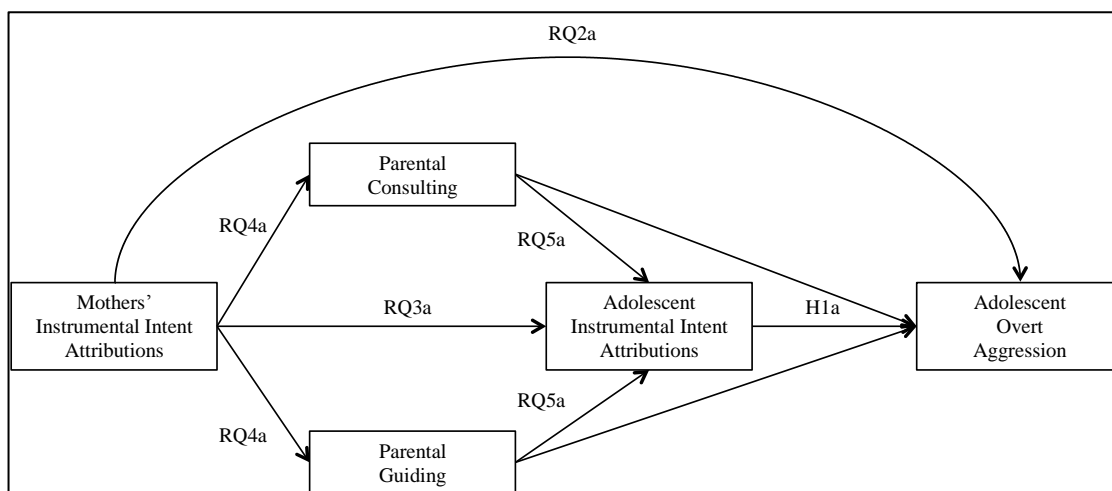 RQ2a
Parental
Consulting
RQ4a
RQ5a
Mothers’
Instrumental Intent
Attributions
RQ3a
Adolescent
Instrumental Intent
Attributions
H1a
Adolescent
Overt
Aggression
RQ5a
RQ4a
Parental
Guiding